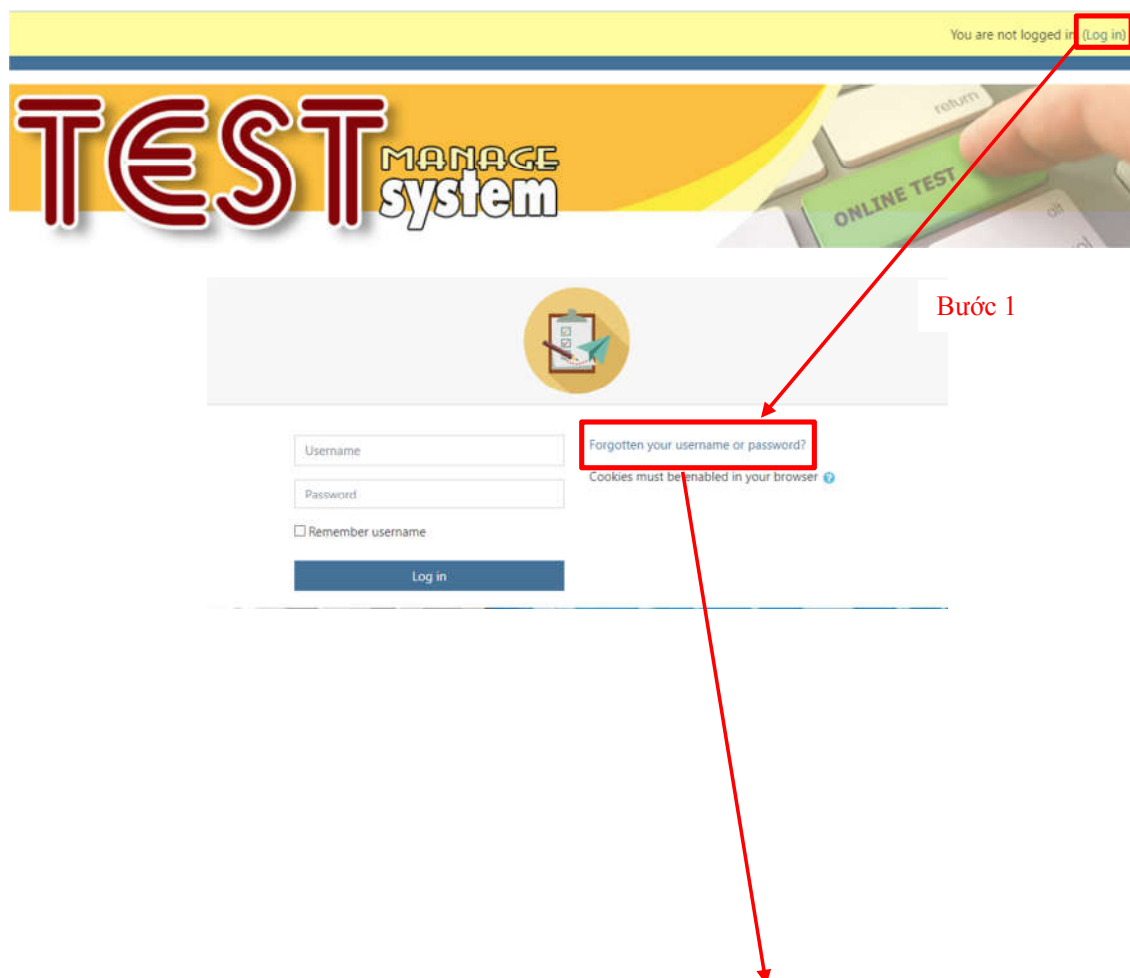 You are not logged in (Log in)
TEST MANAGE system
return
ONLINE TEST
alt
Bước 1
Forgotten your username or password?
Username
Cookies must be enabled in your browser
Password
Remember username
Log in